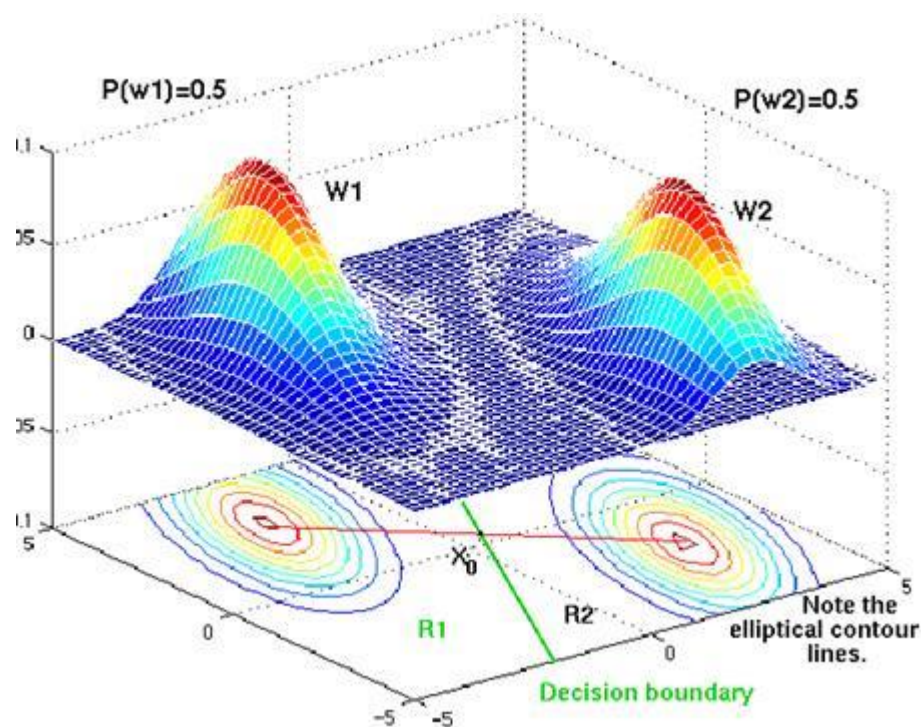 P(w1)=0.5
P(w2)=0.5
W1
W2
0
5
0
-5
-5
0
5
X0
R1
R2
Note the
elliptical contour
lines.
Decision boundary